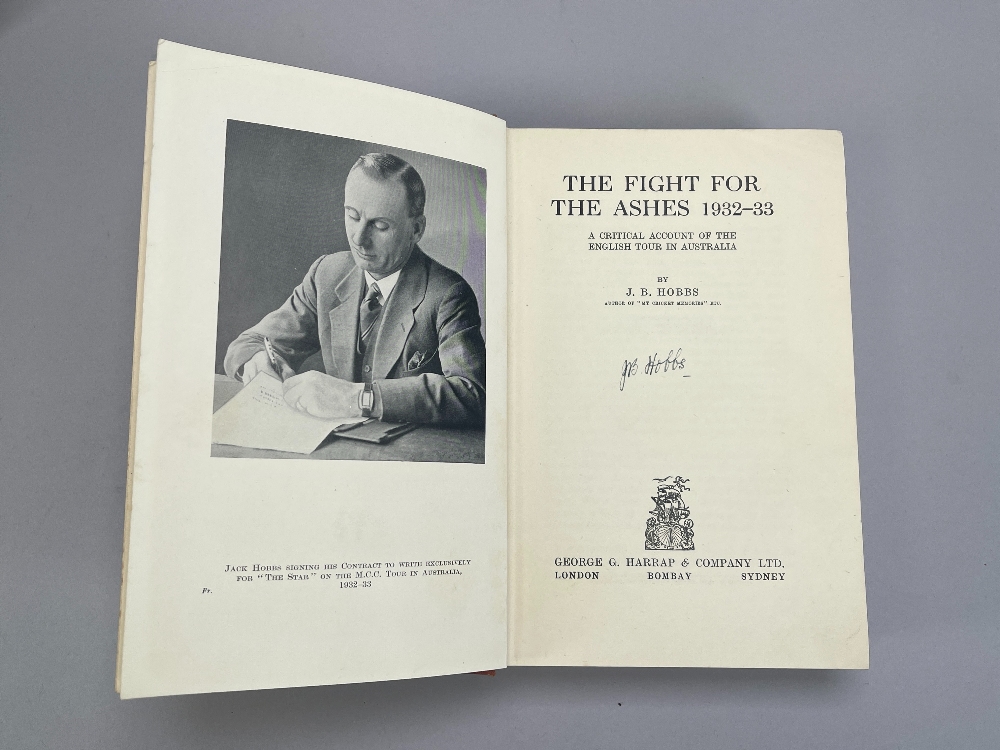 JACK HOBBS SIGNING HIS CONTRACT TO WRITE EXCLUSIVELY
FOR "THE STAR" ON THE M.C.C. TOUR IN AUSTRALIA,
1932-33
Fr.
THE FIGHT FOR
THE ASHES 1932-33
A CRITICAL ACCOUNT OF THE
ENGLISH TOUR IN AUSTRALIA
BY
J. B. HOBBS
AUTHOR OF "MY CRICKET MEMORIES" ETC.
JB Hobbs
GEORGE G. HARRAP & COMPANY LTD.
LONDON BOMBAY SYDNEY